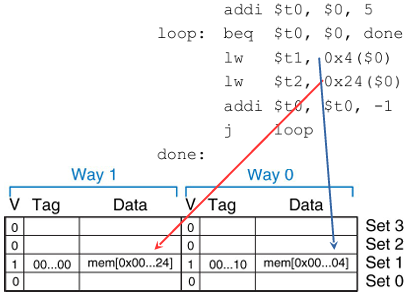 addi $t0, $0, 5
loop: beq $t0, $0, done
lw $t1, 0x4($0)
lw $t2, 0x24($0)
addi $t0, $t0, -1
j loop
done:
Way 1 Way 0
V Tag Data V Tag Data
0 0 Set 3
0 0 Set 2
1 00...00 mem[0x00...24] 1 00...10 mem[0x00...04] Set 1
0 0 Set 0